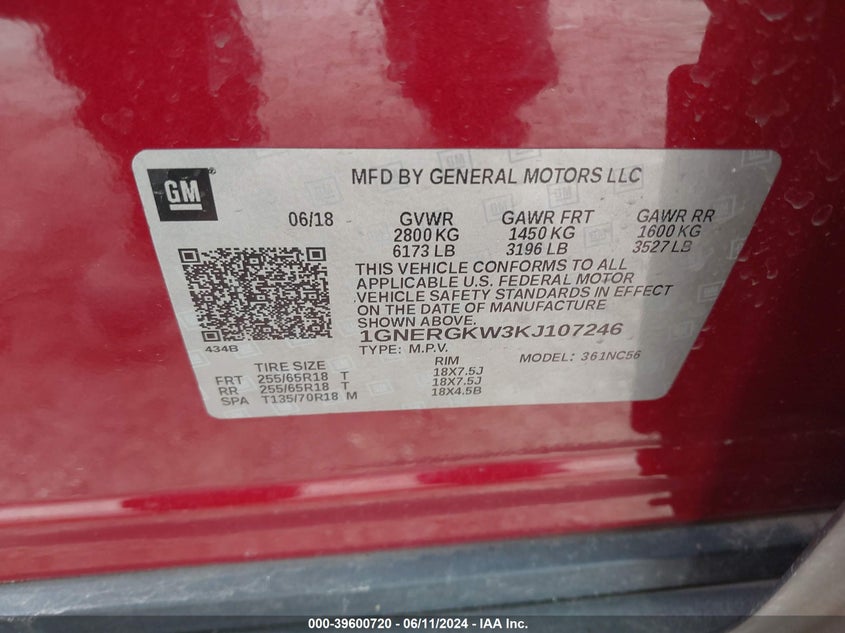 GM
MFD BY GENERAL MOTORS LLC
06/18 GVWR GAWR FRT GAWR RR
2800 KG 1450 KG 1600 KG
6173 LB 3196 LB 3527 LB
THIS VEHICLE CONFORMS TO ALL
APPLICABLE U.S. FEDERAL MOTOR
VEHICLE SAFETY STANDARDS IN EFFECT
ON THE DATE OF MANUFACTURE
SHOWN ABOVE.
434B
1GNERGKW3KJ107246
TYPE: M.P.V. MODEL: 361NC56
TIRE SIZE RIM
FRT 255/65R18 T 18X7.5J
RR 255/65R18 T 18X7.5J
SPA T135/70R18 M 18X4.5B
000-39600720 - 06/11/2024 - IAA Inc.